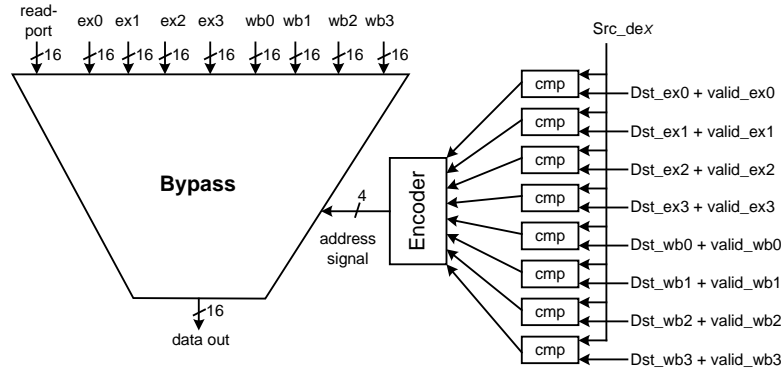 read-
port ex0 ex1 ex2 ex3 wb0 wb1 wb2 wb3
16 16 16 16 16 16 16 16 16
Src_dex
cmp Dst_ex0 + valid_ex0
cmp Dst_ex1 + valid_ex1
cmp Dst_ex2 + valid_ex2
cmp Dst_ex3 + valid_ex3
cmp Dst_wb0 + valid_wb0
cmp Dst_wb1 + valid_wb1
cmp Dst_wb2 + valid_wb2
cmp Dst_wb3 + valid_wb3
Bypass
4
address
signal
Encoder
16
data out